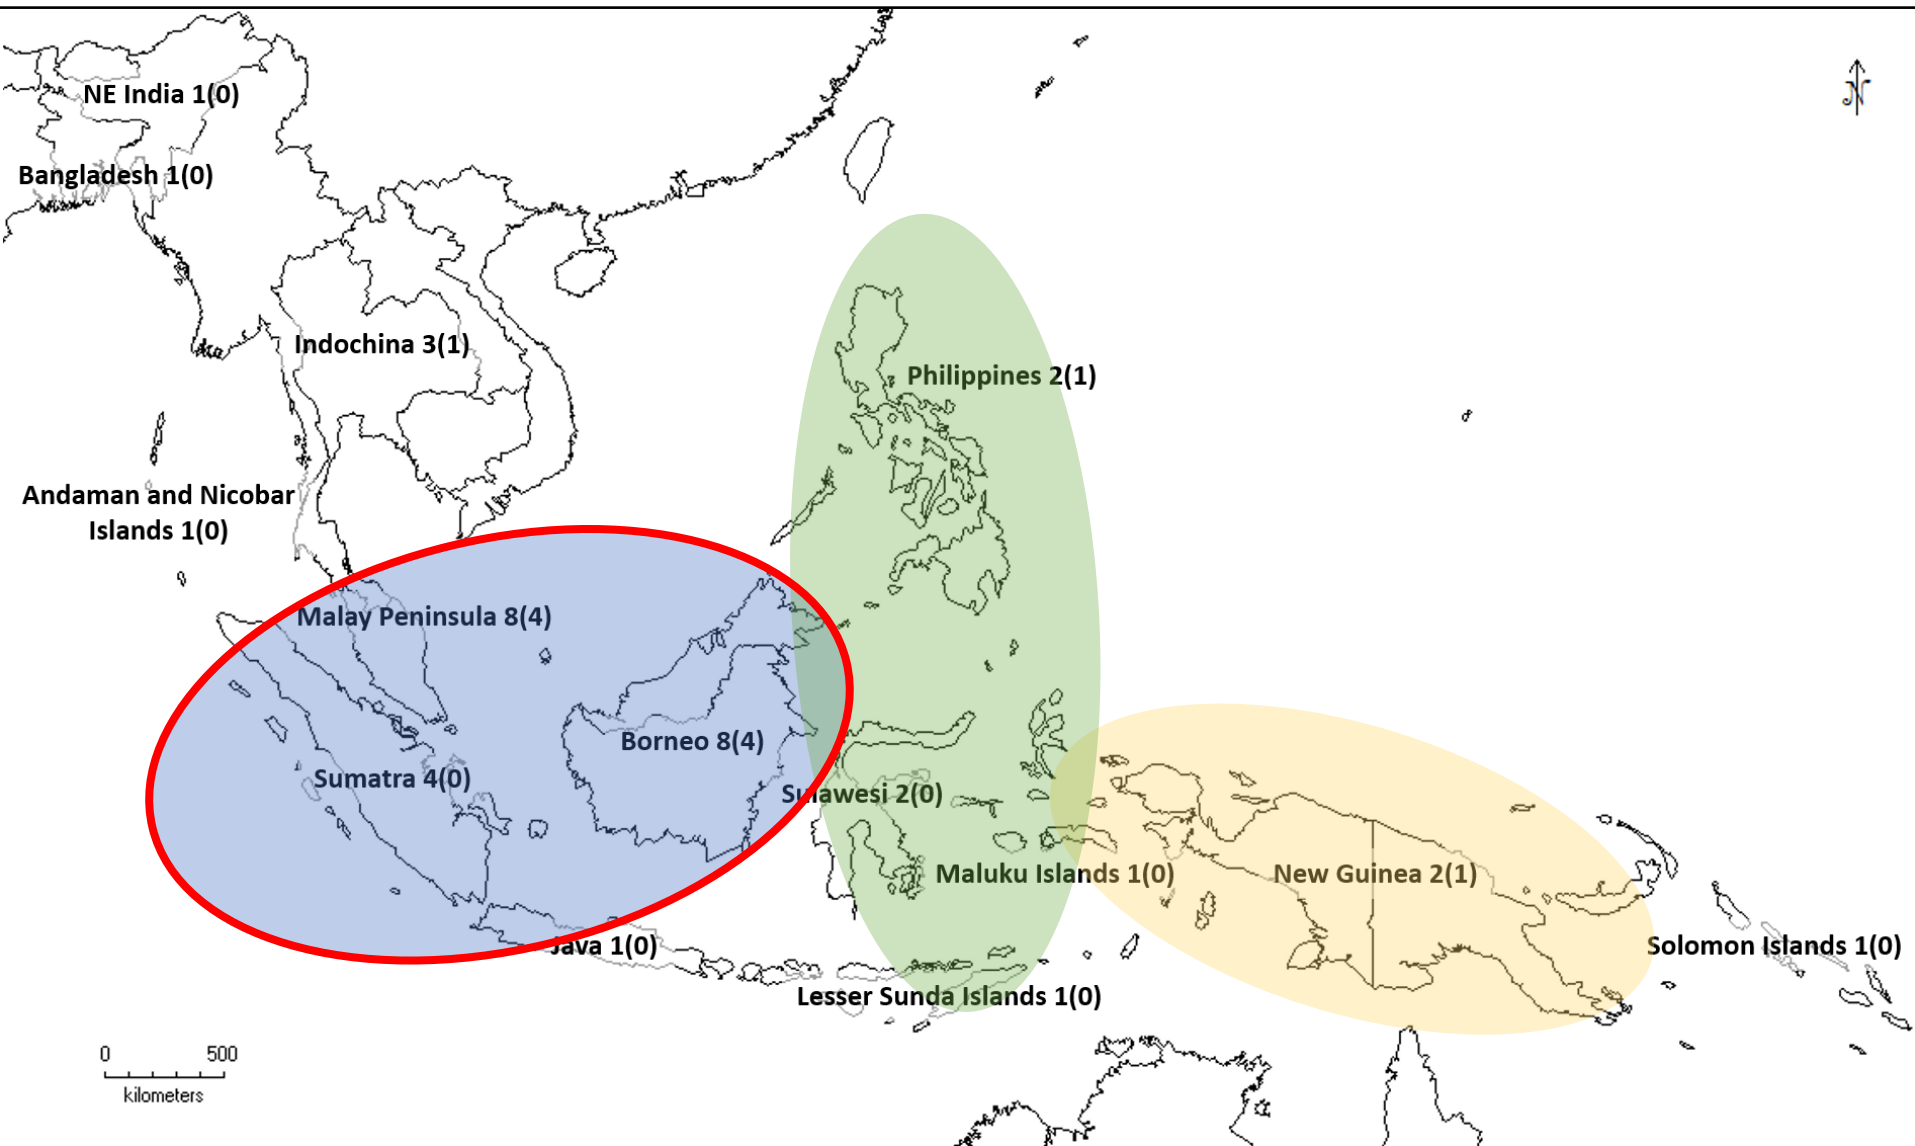 NE India 1(0)
N
Bangladesh 1(0)
Indochina 3(1)
Philippines 2(1)
Andaman and Nicobar
Islands 1(0)
Malay Peninsula 8(4)
Borneo 8(4)
Sumatra 4(0)
Sulawesi 2(0)
Maluku Islands 1(0)
New Guinea 2(1)
Java 1(0)
Solomon Islands 1(0)
Lesser Sunda Islands 1(0)
0 500
kilometers